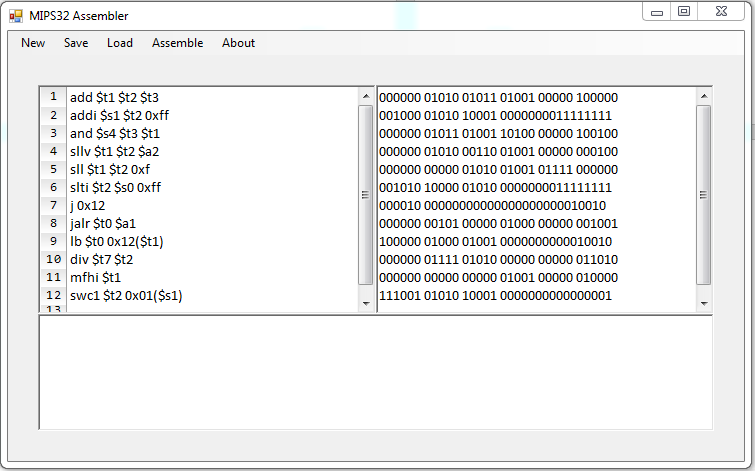 MIPS32 Assembler
New Save Load Assemble About
1 add $t1 $t2 $t3
2 addi $s1 $t2 0xff
3 and $s4 $t3 $t1
4 sllv $t1 $t2 $a2
5 sll $t1 $t2 0xf
6 slti $t2 $s0 0xff
7 j 0x12
8 jalr $t0 $a1
9 lb $t0 0x12($t1)
10 div $t7 $t2
11 mfhi $t1
12 swc1 $t2 0x01($s1)
13
000000 01010 01011 01001 00000 100000
001000 01010 10001 0000000011111111
000000 01011 01001 10100 00000 100100
000000 01010 00110 01001 00000 000100
000000 00000 01010 01001 01111 000000
001010 10000 01010 0000000011111111
000010 00000000000000000000010010
000000 00101 00000 01000 00000 001001
100000 01000 01001 0000000000010010
000000 01111 01010 00000 00000 011010
000000 00000 00000 01001 00000 010000
111001 01010 10001 0000000000000001